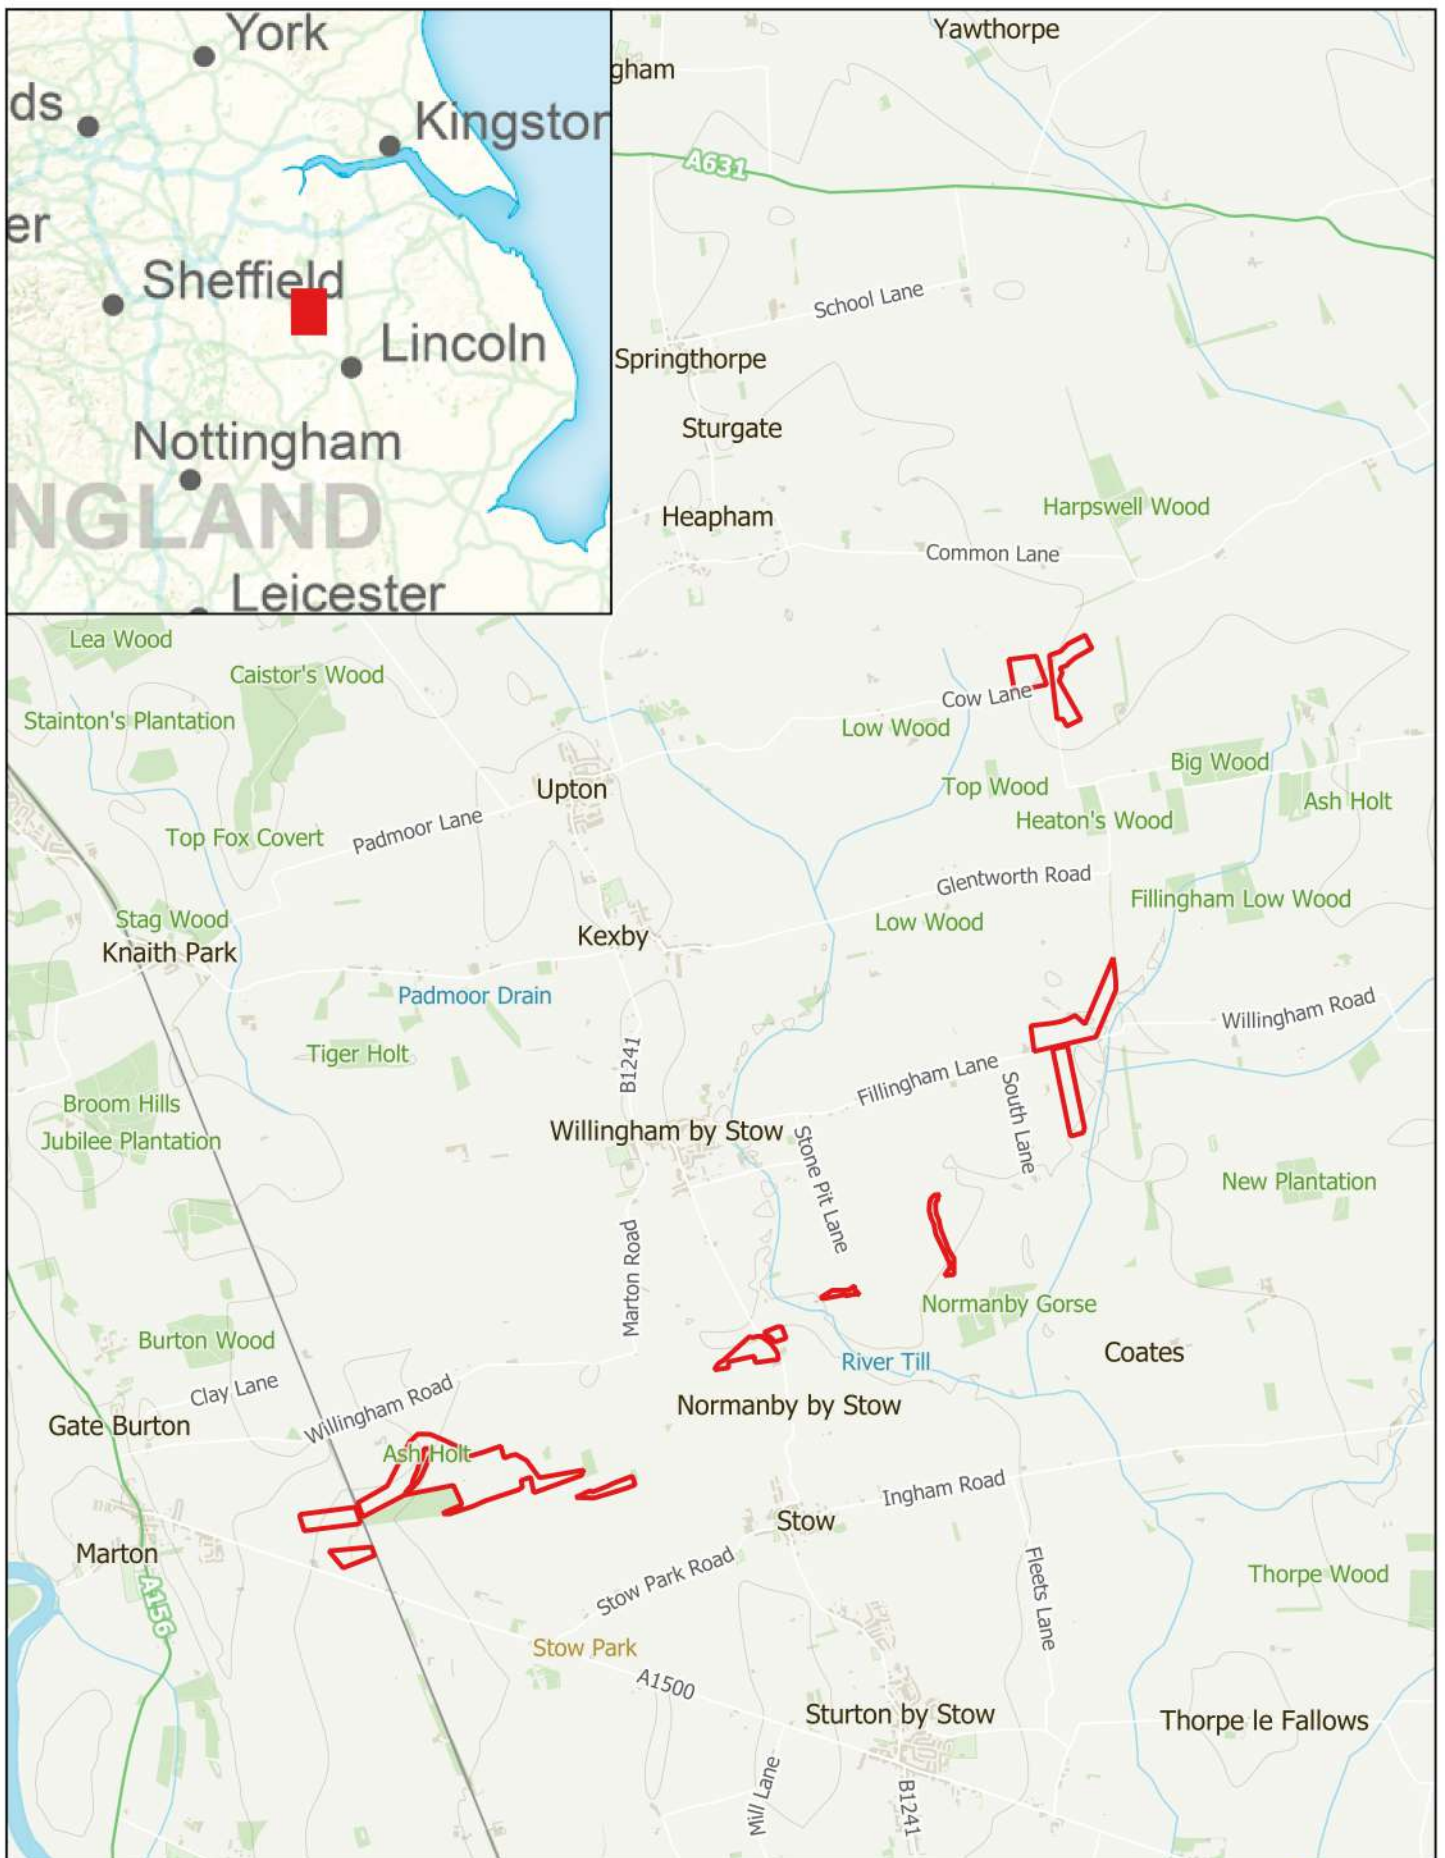 York
ds
Kingstor
er
Sheffield
Lincoln
Nottingham
NGLAND
Leicester
Yawthorpe
gham
A631
School Lane
Springthorpe
Sturgate
Heapham
Harpswell Wood
Common Lane
Lea Wood
Caistor's Wood
Stainton's Plantation
Cow Lane
Low Wood
Big Wood
Top Wood
Upton
Ash Holt
Heaton's Wood
Padmoor Lane
Top Fox Covert
Glentworth Road
Fillingham Low Wood
Stag Wood
Low Wood
Kexby
Knaith Park
Padmoor Drain
Willingham Road
Tiger Holt
B1241
Fillingham Lane
South Lane
Broom Hills
Willingham by Stow
Jubilee Plantation
Stone Pit Lane
New Plantation
Marton Road
Normanby Gorse
Burton Wood
Coates
River Till
Clay Lane
Willingham Road
Normanby by Stow
Gate Burton
Ash Holt
Ingham Road
Stow
Marton
A156
Stow Park Road
Fleets Lane
Thorpe Wood
Stow Park
A1500
Sturton by Stow
Thorpe le Fallows
Mill Lane
B1241